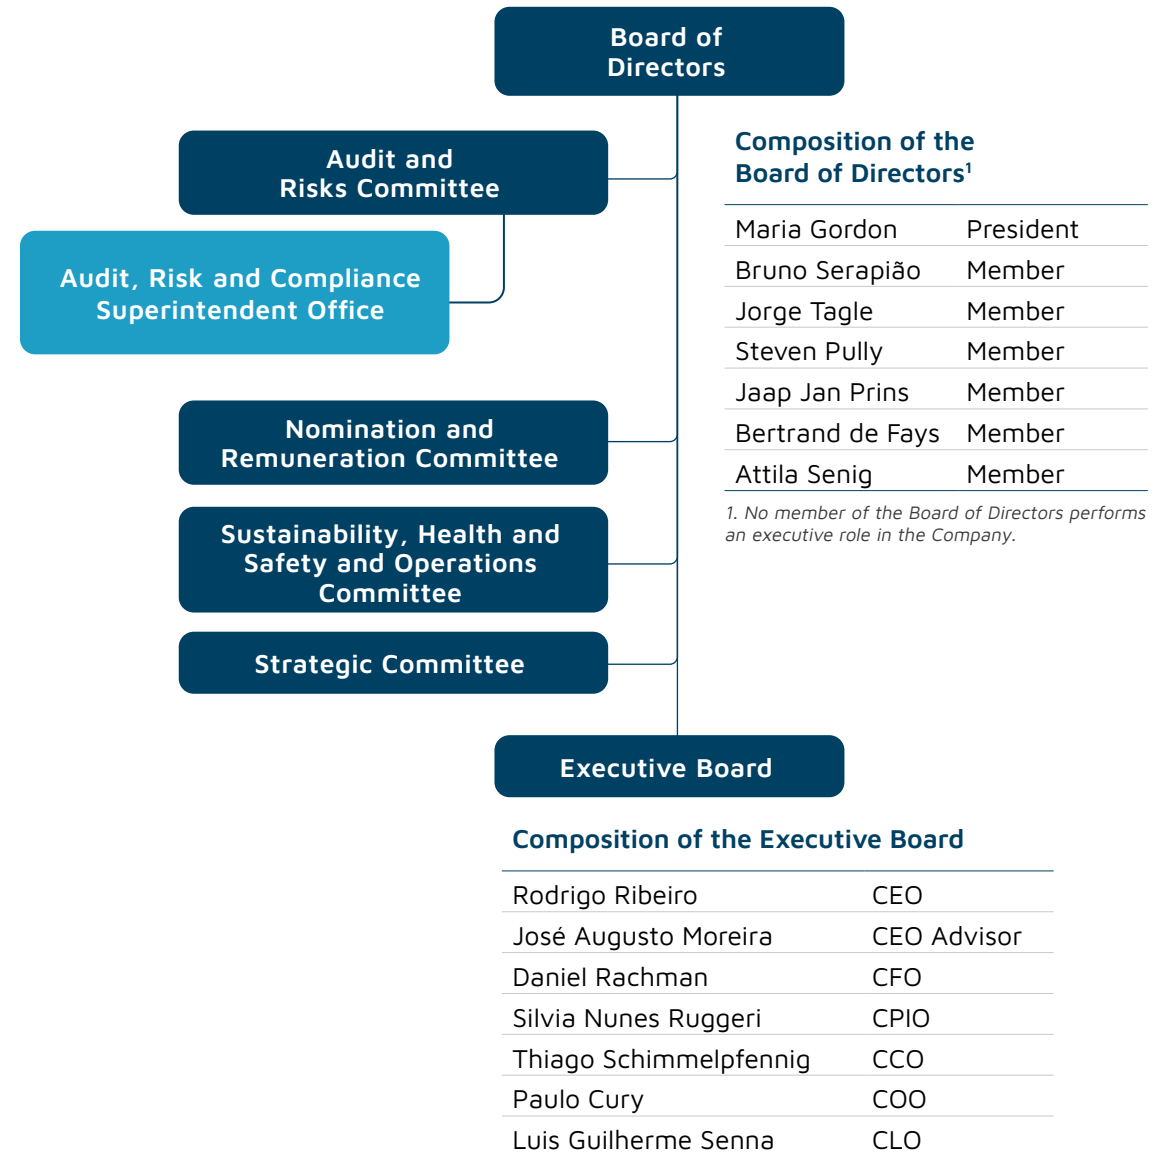 Board of
Directors
Audit and
Risks Committee
Audit, Risk and Compliance
Superintendent Office
Nomination and
Remuneration Committee
Sustainability, Health and
Safety and Operations
Committee
Strategic Committee
Composition of the
Board of Directors¹
Maria Gordon President
Bruno Serapião Member
Jorge Tagle Member
Steven Pully Member
Jaap Jan Prins Member
Bertrand de Fays Member
Attila Senig Member
1. No member of the Board of Directors performs
an executive role in the Company.
Executive Board
Composition of the Executive Board
Rodrigo Ribeiro CEO
José Augusto Moreira CEO Advisor
Daniel Rachman CFO
Silvia Nunes Ruggeri CPIO
Thiago Schimmelpfennig CCO
Paulo Cury COO
Luis Guilherme Senna CLO